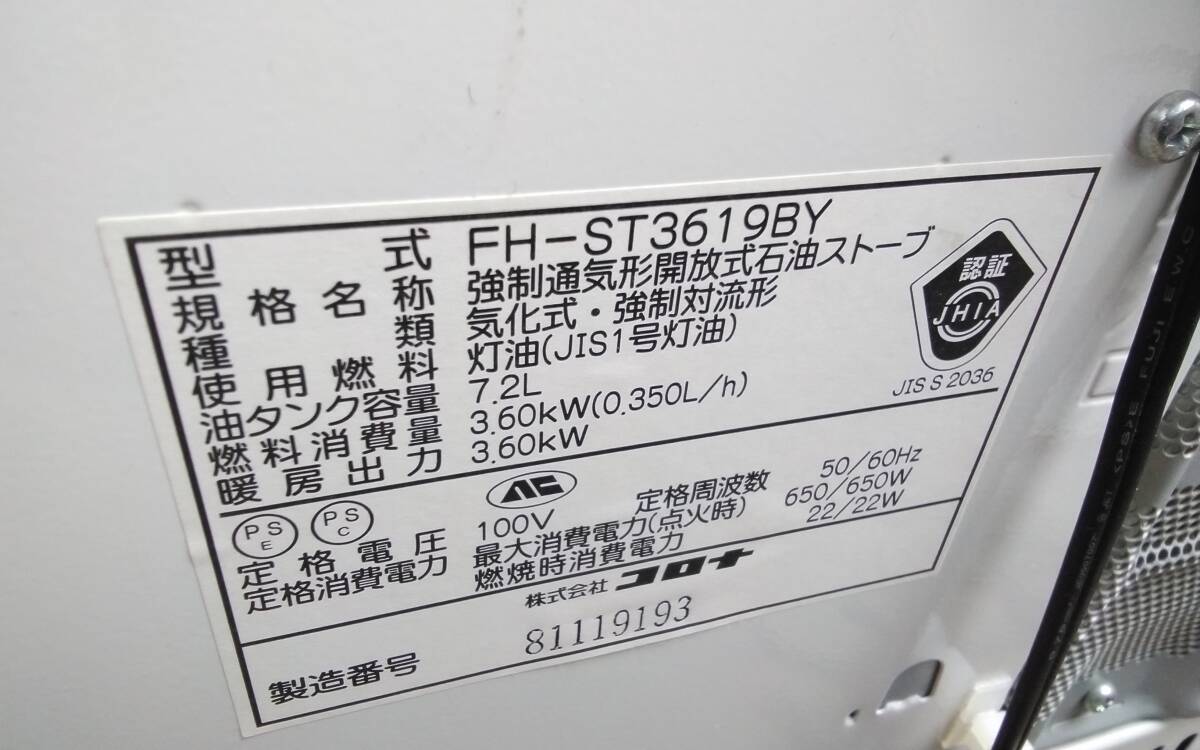 型式 FH-ST3619BY
規格名称 強制通気形開放式石油ストーブ
種類 気化式・強制対流形
使用燃料 灯油(JIS1号灯油)
油タンク容量 7.2L
燃料消費量 3.60kW(0.350L/h)
暖房出力 3.60kW
認証
JHIA
JIS S 2036
PS E PS C
定格電圧 100V 定格周波数 50/60Hz
定格消費電力 最大消費電力(点火時) 650/650W
燃焼時消費電力 22/22W
株式会社 コロナ
製造番号 81119193